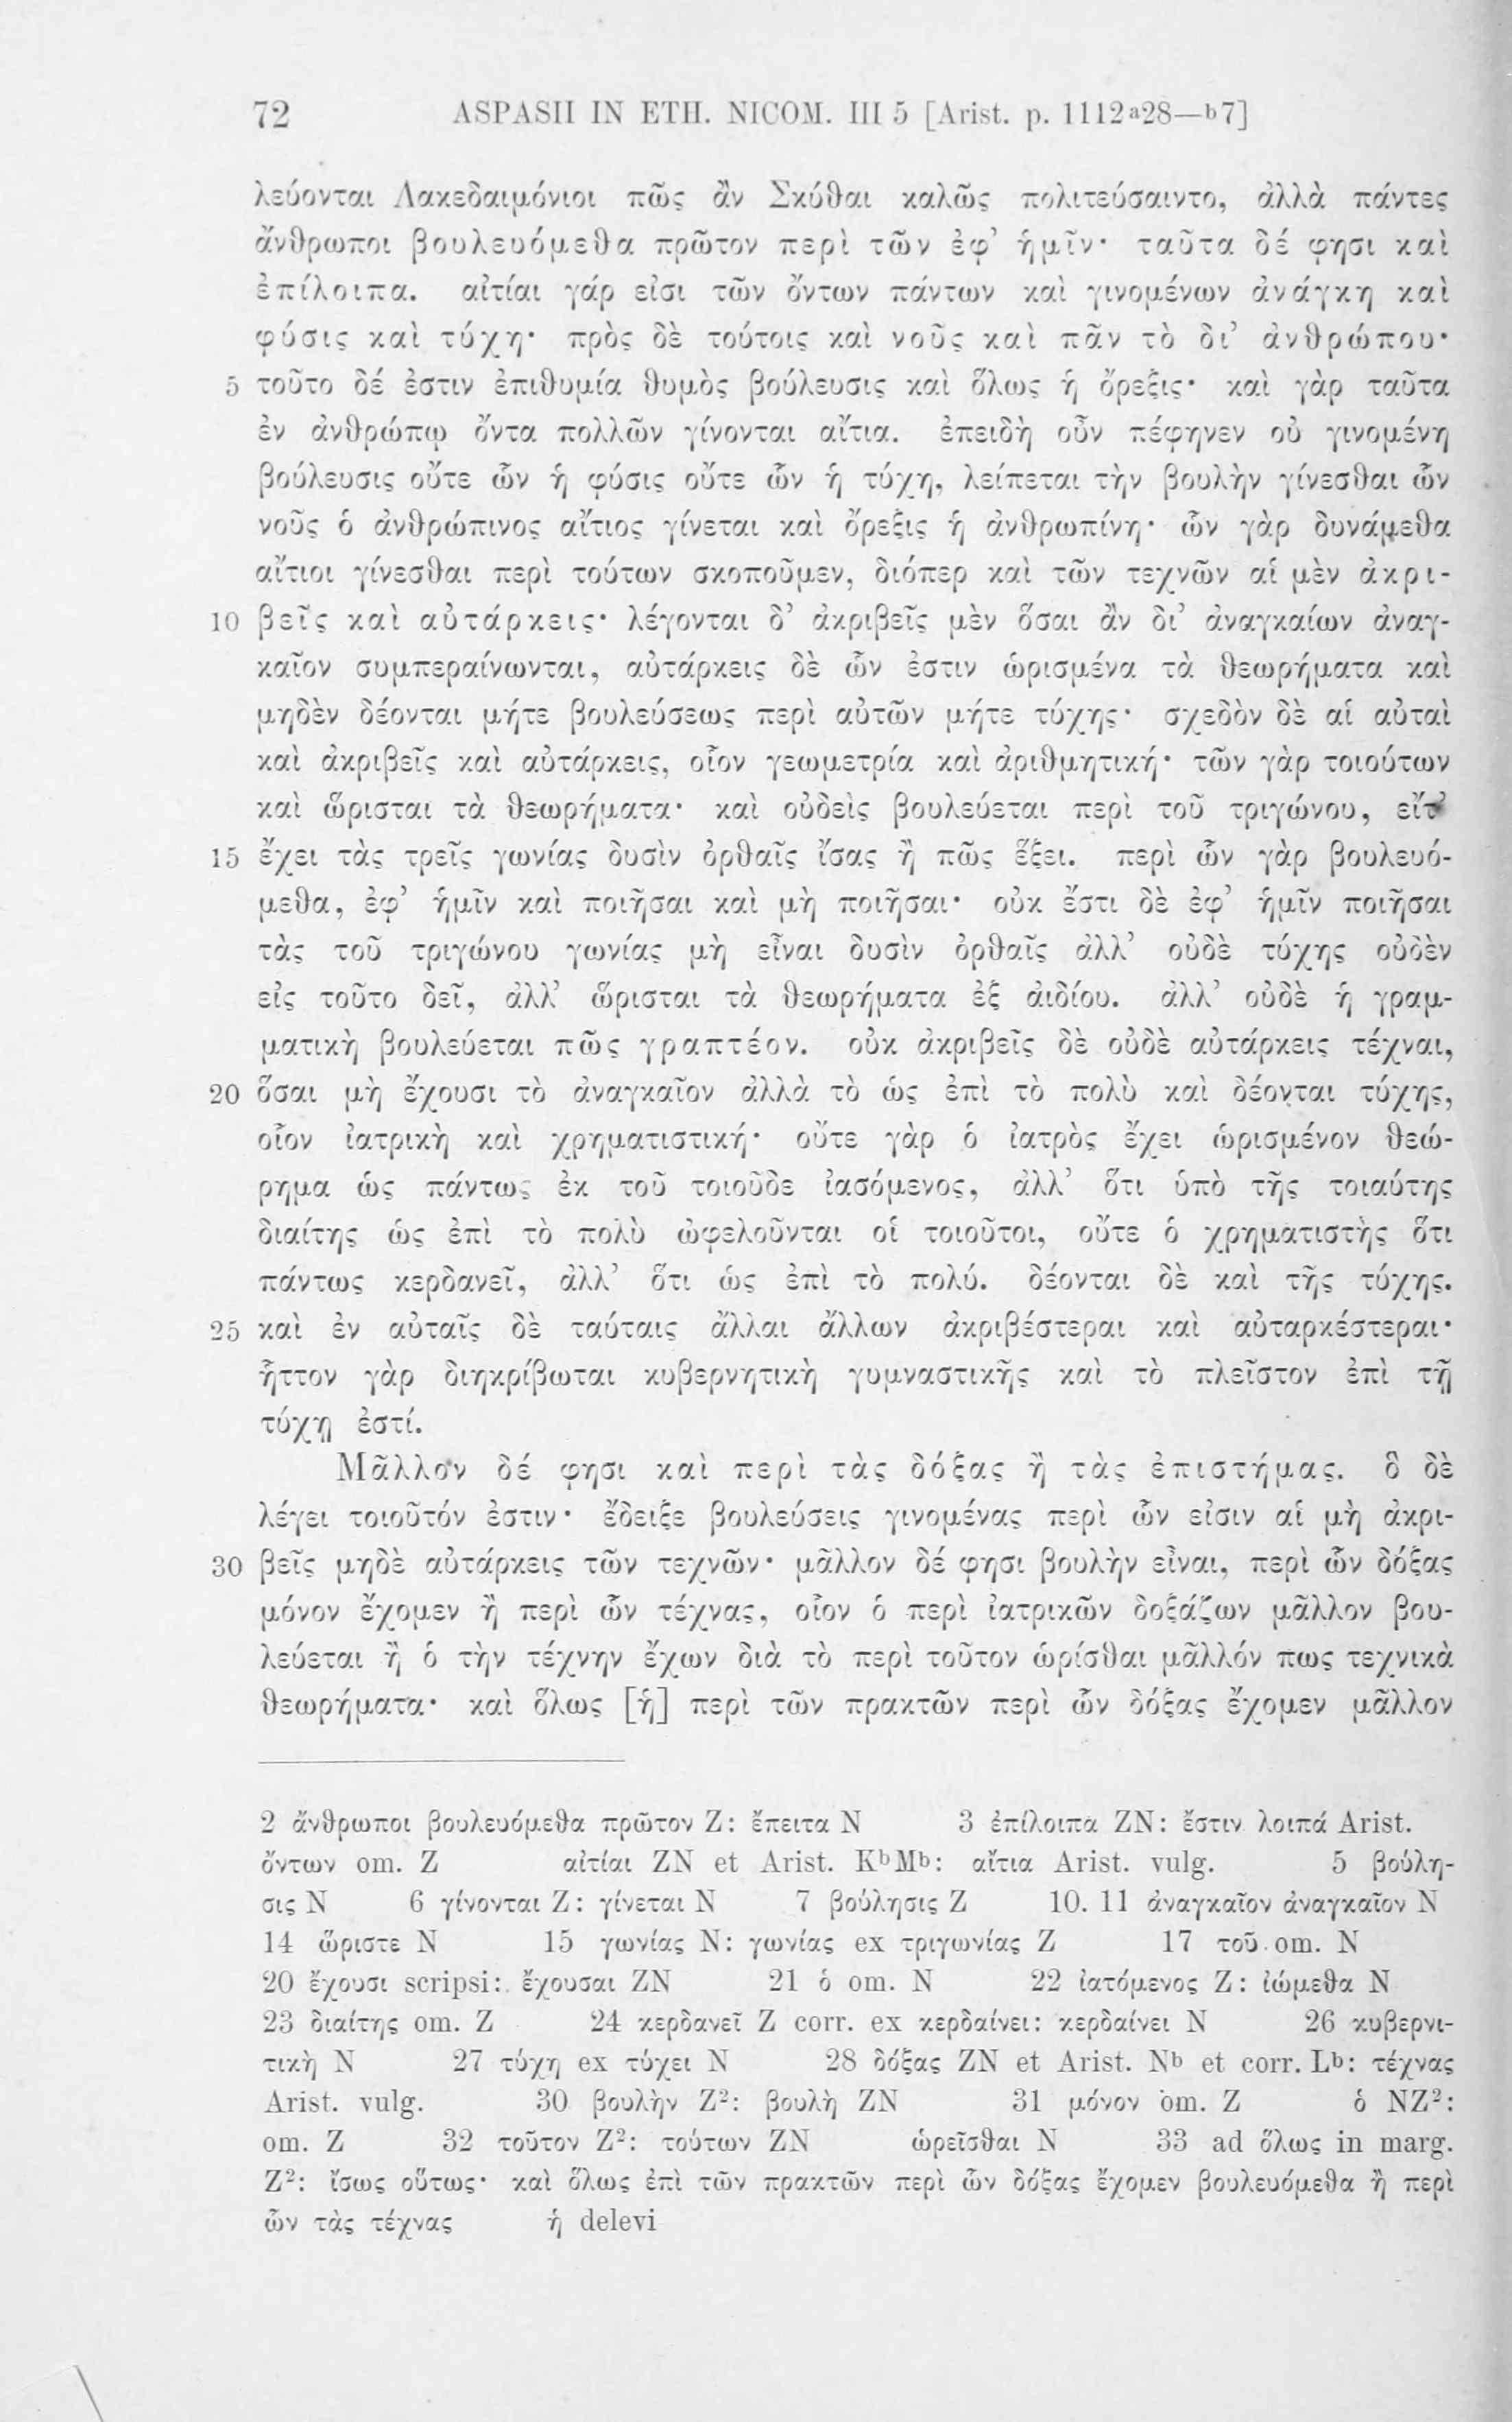 72 ASPASII IN ETH. NICOM. III 5 [Arist. p. 1112ᵃ28—ᵇ7]
λεύονται Λακεδαιμόνιοι πῶς ἂν Σκύθαι καλῶς πολιτεύσαιντο, ἀλλὰ πάντες
ἄνθρωποι βουλευόμεθα πρῶτον περὶ τῶν ἐφ’ ἡμῖν· ταῦτα δέ φησι καὶ
ἐπίλοιπα. αἰτίαι γάρ εἰσι τῶν ὄντων πάντων καὶ γινομένων ἀνάγκη καὶ
φύσις καὶ τύχη· πρὸς δὲ τούτοις καὶ νοῦς καὶ πᾶν τὸ δι’ ἀνθρώπου·
5 τοῦτο δέ ἐστιν ἐπιθυμία θυμὸς βούλευσις καὶ ὅλως ἡ ὄρεξις· καὶ γὰρ ταῦτα
ἐν ἀνθρώπῳ ὄντα πολλῶν γίνονται αἴτια. ἐπειδὴ οὖν πέφηνεν οὐ γινομένη
βούλευσις οὔτε ὧν ἡ φύσις οὔτε ὧν ἡ τύχη, λείπεται τὴν βουλὴν γίνεσθαι ὧν
νοῦς ὁ ἀνθρώπινος αἴτιος γίνεται καὶ ὄρεξις ἡ ἀνθρωπίνη· ὧν γὰρ δυνάμεθα
αἴτιοι γίνεσθαι περὶ τούτων σκοποῦμεν, διόπερ καὶ τῶν τεχνῶν αἱ μὲν ἀκρι-
10 βεῖς καὶ αὐτάρκεις· λέγονται δ’ ἀκριβεῖς μὲν ὅσαι ἂν δι’ ἀναγκαίων ἀναγ-
καῖον συμπεραίνωνται, αὐτάρκεις δὲ ὧν ἐστιν ὡρισμένα τὰ θεωρήματα καὶ
μηδὲν δέονται μήτε βουλεύσεως περὶ αὐτῶν μήτε τύχης· σχεδὸν δὲ αἱ αὐταὶ
καὶ ἀκριβεῖς καὶ αὐτάρκεις, οἷον γεωμετρία καὶ ἀριθμητική· τῶν γὰρ τοιούτων
καὶ ὥρισται τὰ θεωρήματα· καὶ οὐδεὶς βουλεύεται περὶ τοῦ τριγώνου, εἴτ’
15 ἔχει τὰς τρεῖς γωνίας δυσὶν ὀρθαῖς ἴσας ἢ πῶς ἕξει. περὶ ὧν γὰρ βουλευό-
μεθα, ἐφ’ ἡμῖν καὶ ποιῆσαι καὶ μὴ ποιῆσαι· οὐκ ἔστι δὲ ἐφ’ ἡμῖν ποιῆσαι
τὰς τοῦ τριγώνου γωνίας μὴ εἶναι δυσὶν ὀρθαῖς ἀλλ’ οὐδὲ τύχης οὐδὲν
εἰς τοῦτο δεῖ, ἀλλ’ ὥρισται τὰ θεωρήματα ἐξ ἀιδίου. ἀλλ’ οὐδὲ ἡ γραμ-
ματικὴ βουλεύεται πῶς γραπτέον. οὐκ ἀκριβεῖς δὲ οὐδὲ αὐτάρκεις τέχναι,
20 ὅσαι μὴ ἔχουσι τὸ ἀναγκαῖον ἀλλὰ τὸ ὡς ἐπὶ τὸ πολὺ καὶ δέονται τύχης,
οἷον ἰατρικὴ καὶ χρηματιστική· οὔτε γὰρ ὁ ἰατρὸς ἔχει ὡρισμένον θεώ-
ρημα ὡς πάντως ἐκ τοῦ τοιοῦδε ἰασόμενος, ἀλλ’ ὅτι ὑπὸ τῆς τοιαύτης
διαίτης ὡς ἐπὶ τὸ πολὺ ὠφελοῦνται οἱ τοιοῦτοι, οὔτε ὁ χρηματιστὴς ὅτι
πάντως κερδανεῖ, ἀλλ’ ὅτι ὡς ἐπὶ τὸ πολύ. δέονται δὲ καὶ τῆς τύχης.
25 καὶ ἐν αὐταῖς δὲ ταύταις ἄλλαι ἄλλων ἀκριβέστεραι καὶ αὐταρκέστεραι·
ἧττον γὰρ διηκρίβωται κυβερνητικὴ γυμναστικῆς καὶ τὸ πλεῖστον ἐπὶ τῇ
τύχῃ ἐστί.
Μᾶλλον δέ φησι καὶ περὶ τὰς δόξας ἢ τὰς ἐπιστήμας. ὃ δὲ
λέγει τοιοῦτόν ἐστιν· ἔδειξε βουλεύσεις γινομένας περὶ ὧν εἰσιν αἱ μὴ ἀκρι-
30 βεῖς μηδὲ αὐτάρκεις τῶν τεχνῶν· μᾶλλον δέ φησι βουλὴν εἶναι, περὶ ὧν δόξας
μόνον ἔχομεν ἢ περὶ ὧν τέχνας, οἷον ὁ περὶ ἰατρικῶν δοξάζων μᾶλλον βου-
λεύεται ἢ ὁ τὴν τέχνην ἔχων διὰ τὸ περὶ τοῦτον ὡρίσθαι μᾶλλόν πως τεχνικὰ
θεωρήματα· καὶ ὅλως [ἡ] περὶ τῶν πρακτῶν περὶ ὧν δόξας ἔχομεν μᾶλλον
2 ἄνθρωποι βουλευόμεθα πρῶτον Z: ἔπειτα N 3 ἐπίλοιπα ZN: ἔστιν λοιπά Arist.
ὄντων om. Z αἰτίαι ZN et Arist. KᵇMᵇ: αἴτια Arist. vulg. 5 βούλη-
σις N 6 γίνονται Z: γίνεται N 7 βούλησις Z 10. 11 ἀναγκαῖον ἀναγκαῖον N
14 ὥριστε N 15 γωνίας N: γωνίας ex τριγωνίας Z 17 τοῦ om. N
20 ἔχουσι scripsi: ἔχουσαι ZN 21 ὁ om. N 22 ἰατόμενος Z: ἰώμεθα N
23 διαίτης om. Z 24 κερδανεῖ Z corr. ex κερδαίνει: κερδαίνει N 26 κυβερνι-
τικὴ N 27 τύχῃ ex τύχει N 28 δόξας ZN et Arist. Nᵇ et corr. Lᵇ: τέχνας
Arist. vulg. 30 βουλὴν Z²: βουλὴ ZN 31 μόνον om. Z ὁ NZ²:
om. Z 32 τοῦτον Z²: τούτων ZN ὡρεῖσθαι N 33 ad ὅλως in marg.
Z²: ἴσως οὕτως· καὶ ὅλως ἐπὶ τῶν πρακτῶν περὶ ὧν δόξας ἔχομεν βουλευόμεθα ἢ περὶ
ὧν τὰς τέχνας ἡ delevi